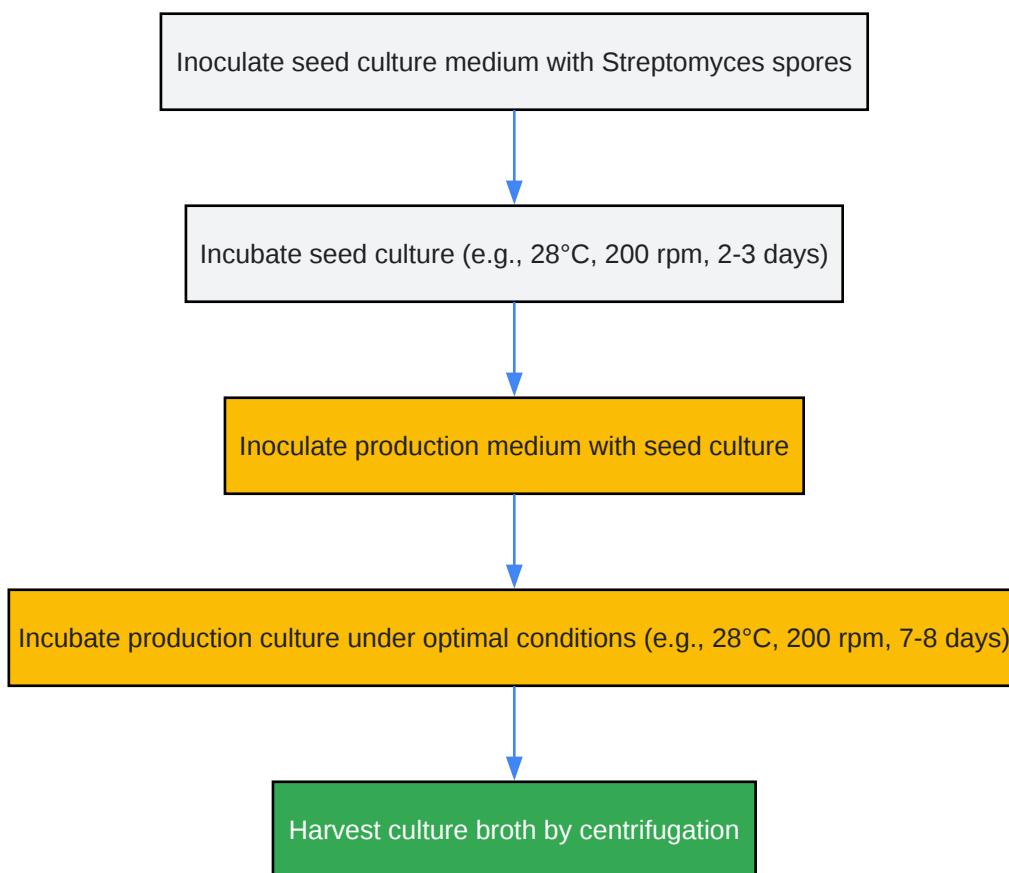 Inoculate seed culture medium with Streptomyces spores
Incubate seed culture (e.g., 28°C, 200 rpm, 2-3 days)
Inoculate production medium with seed culture
Incubate production culture under optimal conditions (e.g., 28°C, 200 rpm, 7-8 days)
Harvest culture broth by centrifugation